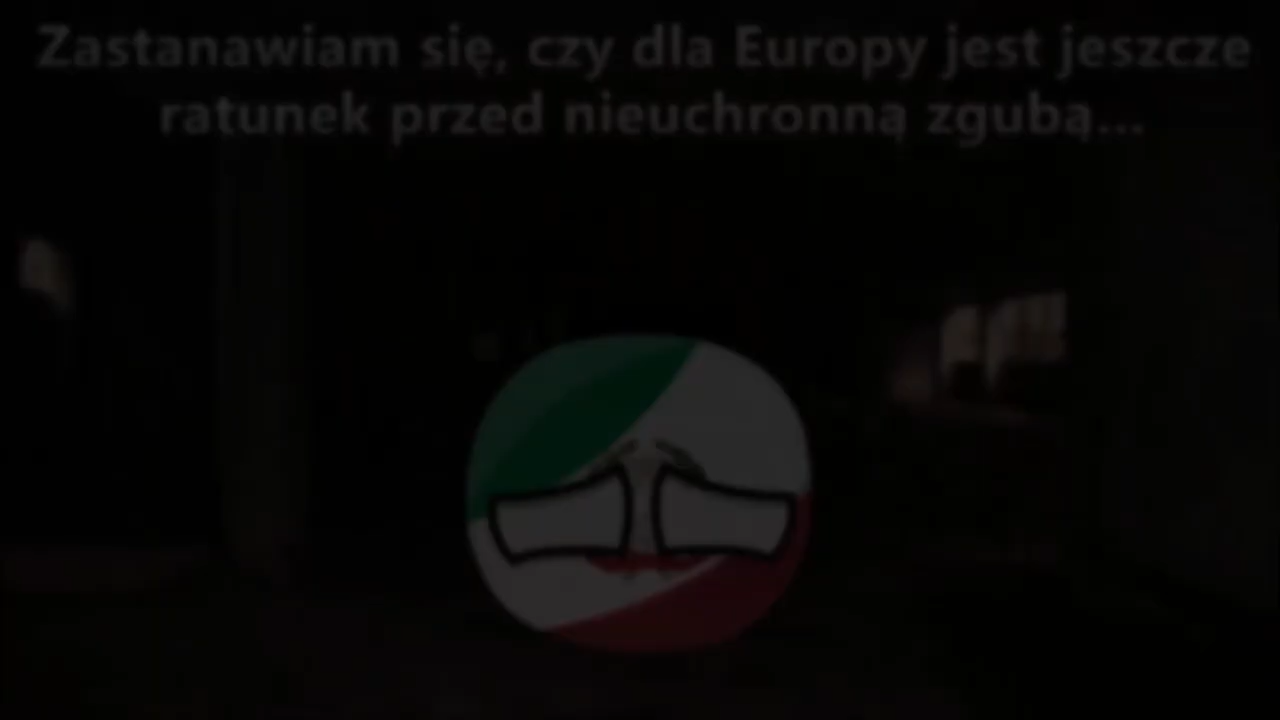 Zastanawiam się, czy dla Europy jest jeszcze
ratunek przed nieuchronną zgubą...